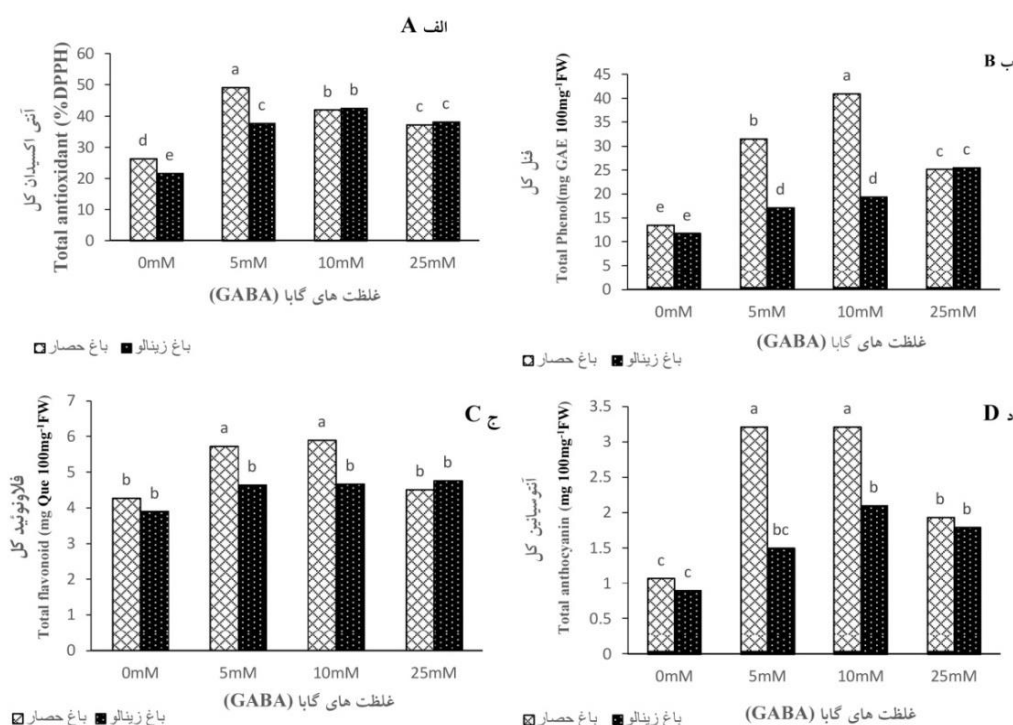 الف A
آنتی اکسیدان کل
Total antioxidant (%DPPH)
60
50
40
30
20
10
0
a
b b
c
c c
d
e
0mM 5mM 10mM 25mM
غلظت های گابا (GABA)
باغ حصار باغ زینالو
ب B
فنل کل
Total Phenol(mg GAE 100mg⁻¹FW)
45
40
35
30
25
20
15
10
5
0
a
b
c c
d
d
e e
0mM 5mM 10mM 25mM
غلظت های گابا (GABA)
باغ حصار باغ زینالو
ج C
فلاونوئید کل
Total flavonoid (mg Que 100mg⁻¹FW)
7
6
5
4
3
2
1
0
b b
a b
a b
b b
0mM 5mM 10mM 25mM
غلظت های گابا (GABA)
باغ حصار باغ زینالو
د D
آنتوسیانین کل
Total anthocyanin (mg 100mg⁻¹FW)
3.5
3
2.5
2
1.5
1
0.5
0
c c
a bc
a b
b b
0mM 5mM 10mM 25mM
غلظت های گابا (GABA)
باغ حصار باغ زینالو